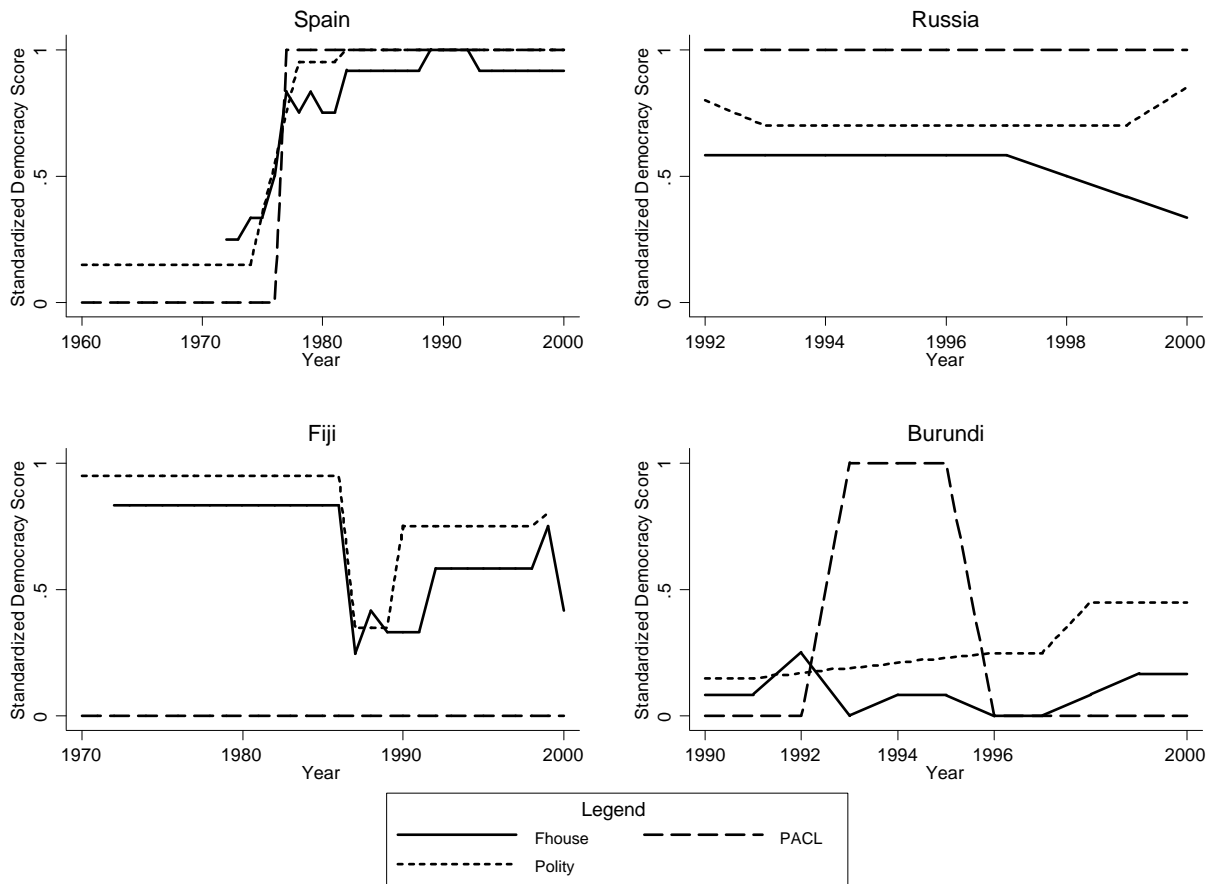 Spain
Standardized Democracy Score
0 .5 1
1960 1970 1980 1990 2000
Year
Russia
Standardized Democracy Score
0 .5 1
1992 1994 1996 1998 2000
Year
Fiji
Standardized Democracy Score
0 .5 1
1970 1980 1990 2000
Year
Burundi
Standardized Democracy Score
0 .5 1
1990 1992 1994 1996 2000
Year
Legend
Fhouse PACL
Polity